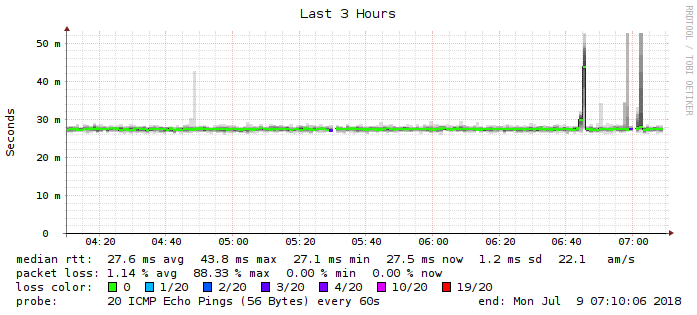 Last 3 Hours
RRDTOOL / TOBI OETIKER
Seconds
50 m
40 m
30 m
20 m
10 m
0
04:20 04:40 05:00 05:20 05:40 06:00 06:20 06:40 07:00
median rtt: 27.6 ms avg 43.8 ms max 27.1 ms min 27.5 ms now 1.2 ms sd 22.1 am/s
packet loss: 1.14 % avg 88.33 % max 0.00 % min 0.00 % now
loss color: 0 1/20 2/20 3/20 4/20 10/20 19/20
probe: 20 ICMP Echo Pings (56 Bytes) every 60s end: Mon Jul 9 07:10:06 2018